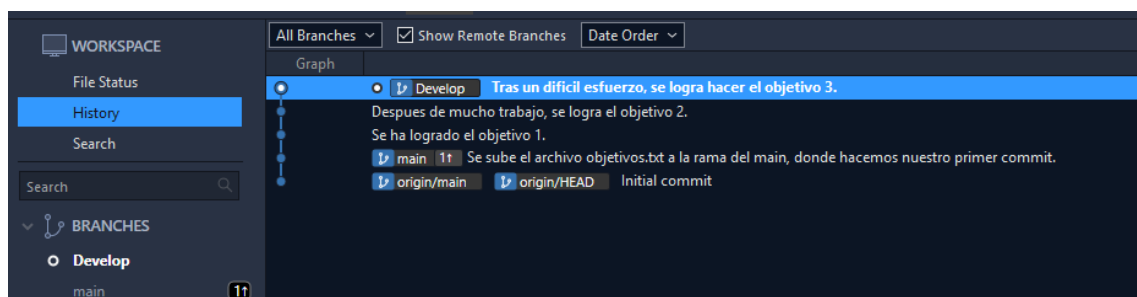 WORKSPACE
File Status
History
Search
Search
BRANCHES
Develop
main 1↑
All Branches Show Remote Branches Date Order
Graph
Develop Tras un dificil esfuerzo, se logra hacer el objetivo 3.
Despues de mucho trabajo, se logra el objetivo 2.
Se ha logrado el objetivo 1.
main 1↑ Se sube el archivo objetivos.txt a la rama del main, donde hacemos nuestro primer commit.
origin/main origin/HEAD Initial commit